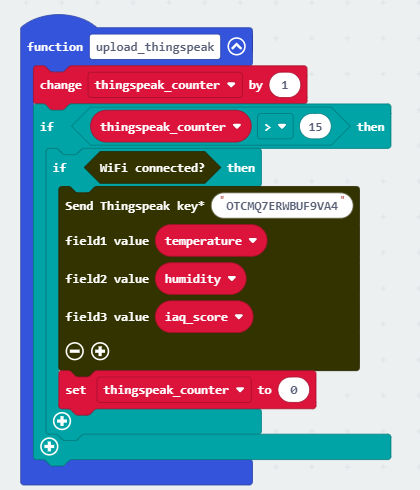 function upload_thingspeak
change thingspeak_counter by 1
if thingspeak_counter > 15 then
if WiFi connected? then
Send Thingspeak key* "OTCMQ7ERWBUF9VA4"
field1 value temperature
field2 value humidity
field3 value iaq_score
set thingspeak_counter to 0